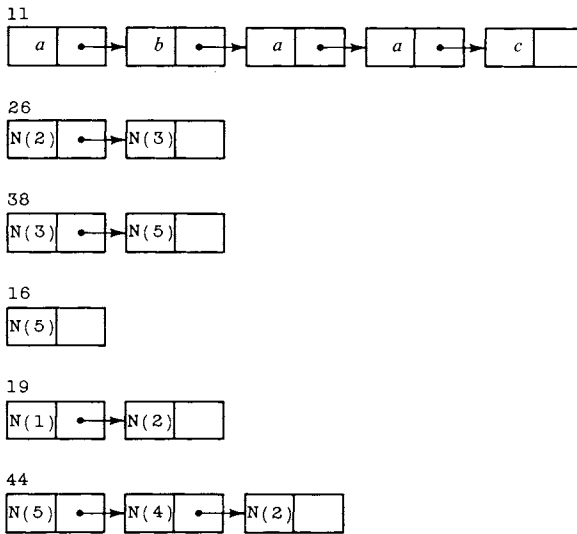 11
a b a a c
26
N(2) N(3)
38
N(3) N(5)
16
N(5)
19
N(1) N(2)
44
N(5) N(4) N(2)